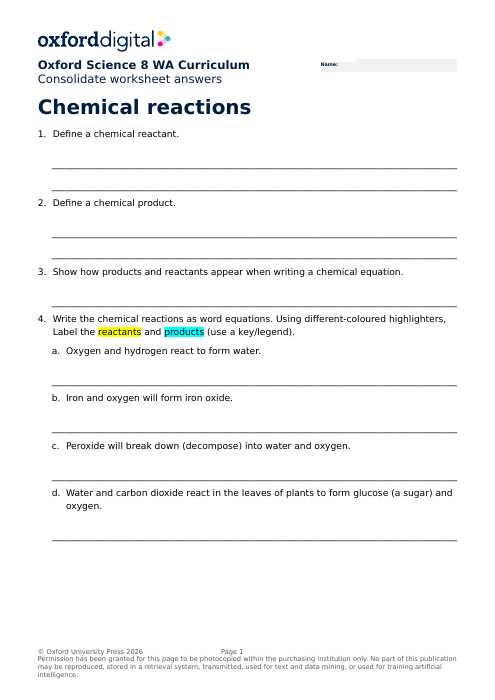 oxforddigital
Oxford Science 8 WA Curriculum
Name:
Consolidate worksheet answers
Chemical reactions
1. Define a chemical reactant.
2. Define a chemical product.
3. Show how products and reactants appear when writing a chemical equation.
4. Write the chemical reactions as word equations. Using different-coloured highlighters,
Label the reactants and products (use a key/legend).
a. Oxygen and hydrogen react to form water.
b. Iron and oxygen will form iron oxide.
c. Peroxide will break down (decompose) into water and oxygen.
d. Water and carbon dioxide react in the leaves of plants to form glucose (a sugar) and
oxygen.
© Oxford University Press 2026 Page 1
Permission has been granted for this page to be photocopied within the purchasing institution only. No part of this publication
may be reproduced, stored in a retrieval system, transmitted, used for text and data mining, or used for training artificial
intelligence.